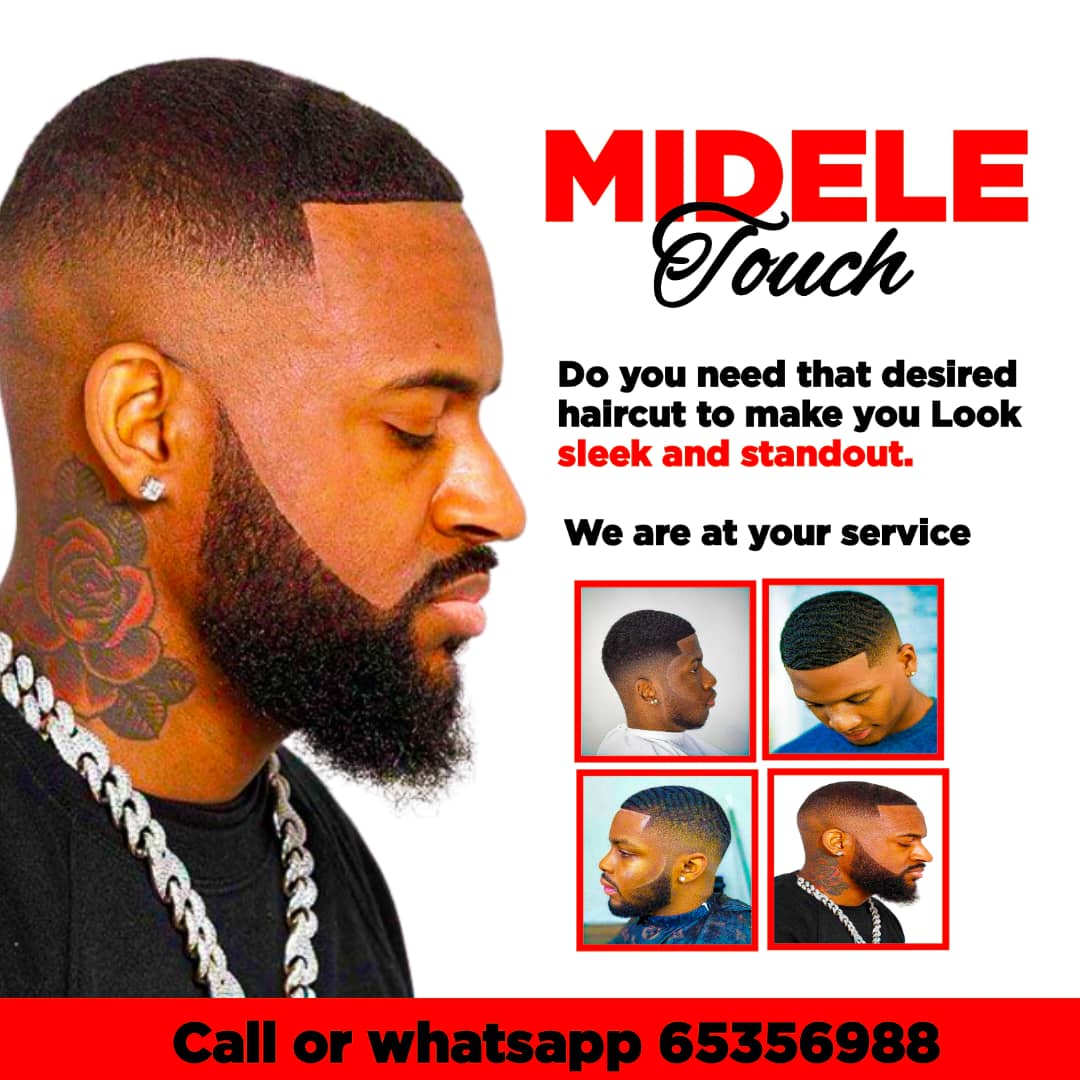 MIDELE
Touch
Do you need that desired
haircut to make you Look
sleek and standout.
We are at your service
Call or whatsapp 65356988